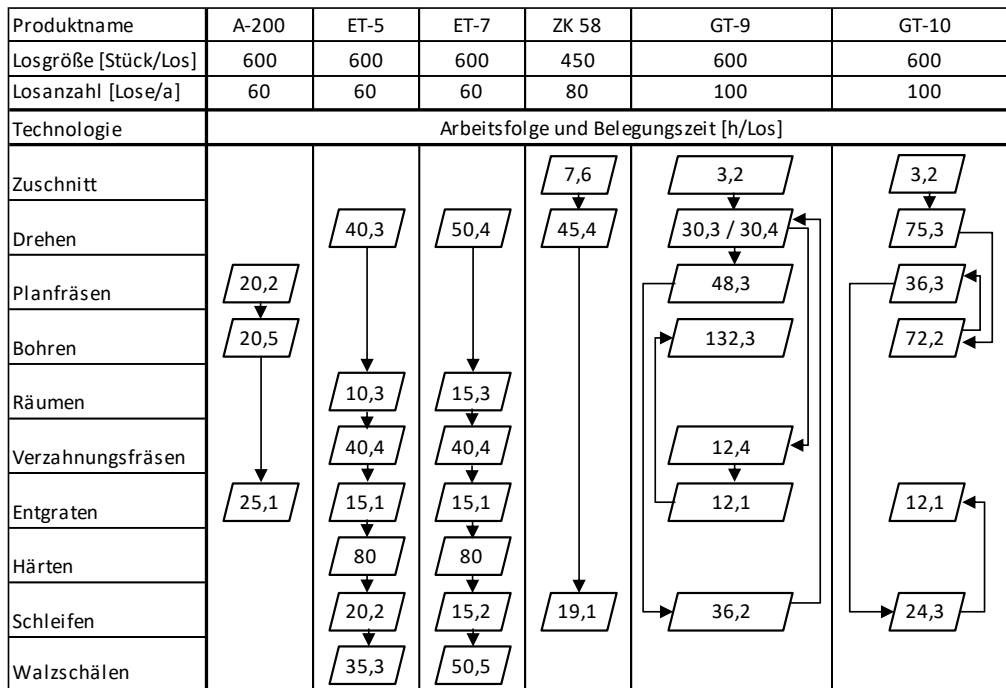 Produktname A-200 ET-5 ET-7 ZK 58 GT-9 GT-10
Losgröße [Stück/Los] 600 600 600 450 600 600
Losanzahl [Lose/a] 60 60 60 80 100 100
Technologie Arbeitsfolge und Belegungszeit [h/Los]
Zuschnitt 7,6 3,2 3,2
Drehen 40,3 50,4 45,4 30,3 / 30,4 75,3
Planfräsen 20,2 48,3 36,3
Bohren 20,5 132,3 72,2
Räumen 10,3 15,3
Verzahnungsfräsen 40,4 40,4 12,4
Entgraten 25,1 15,1 15,1 12,1 12,1
Härten 80 80
Schleifen 20,2 15,2 19,1 36,2 24,3
Walzschälen 35,3 50,5